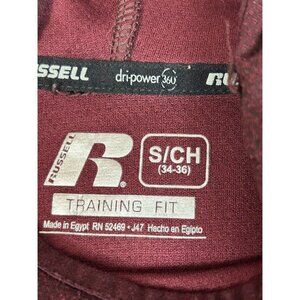 RUSSELL dri·power 360° RUSSELL
RUSSELL R®
S/CH
(34-36)
TRAINING FIT
Made in Egypt RN 52469 • J47 Hecho en Egipto